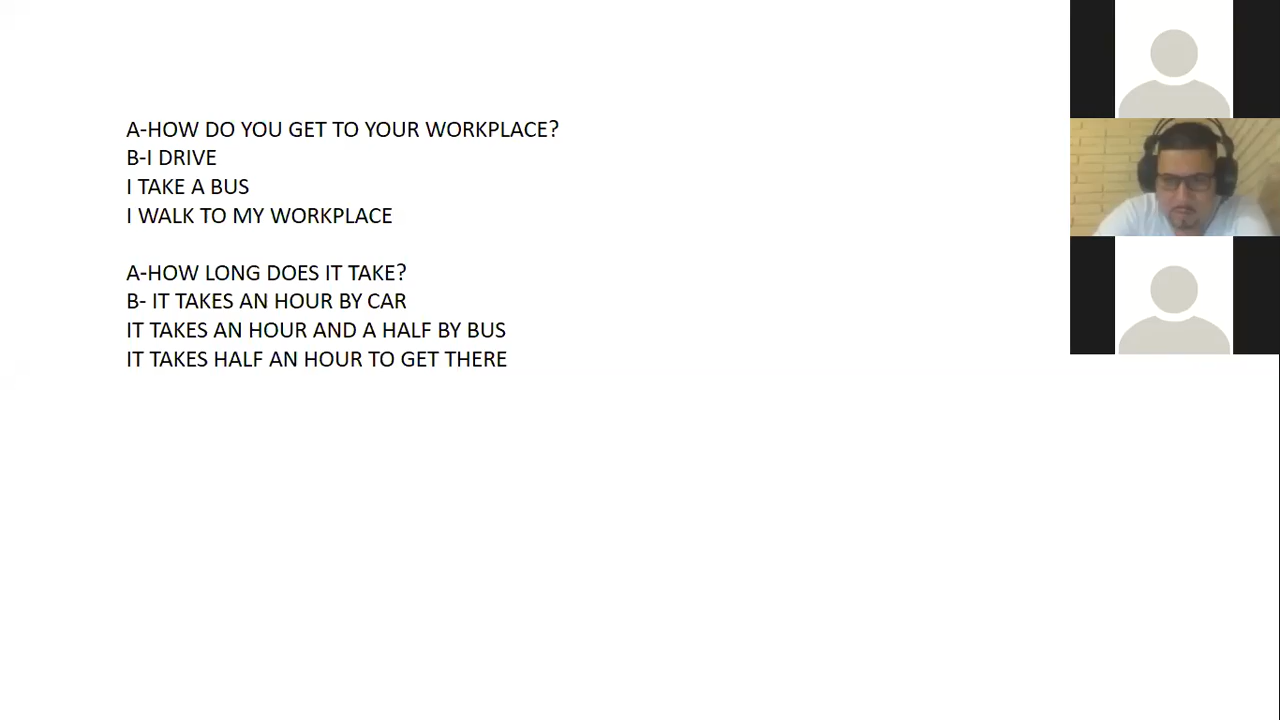 A-HOW DO YOU GET TO YOUR WORKPLACE?
B-I DRIVE
I TAKE A BUS
I WALK TO MY WORKPLACE
A-HOW LONG DOES IT TAKE?
B- IT TAKES AN HOUR BY CAR
IT TAKES AN HOUR AND A HALF BY BUS
IT TAKES HALF AN HOUR TO GET THERE